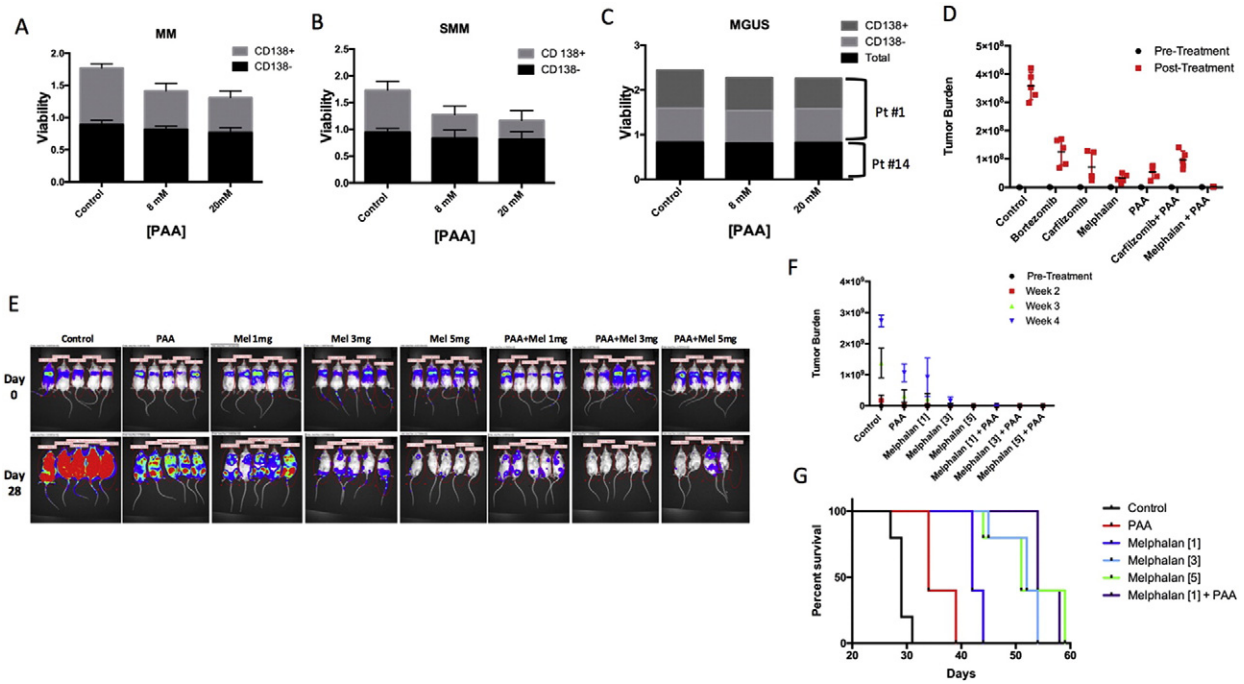 A
MM
CD138+
CD138-
2.0
1.5
1.0
0.5
0.0
Viability
Control
8 mM
20mM
[PAA]
B
SMM
CD 138+
CD138-
2.5
2.0
1.5
1.0
0.5
0.0
Viability
Control
8 mM
20 mM
[PAA]
C
MGUS
CD138+
CD138-
Total
3
2
1
0
Viability
Pt #1
Pt #14
Control
8 mM
20 mM
[PAA]
D
Pre-Treatment
Post-Treatment
5×10⁸
4×10⁸
3×10⁸
2×10⁸
1×10⁸
0
Tumor Burden
Control
Bortezomib
Carfilzomib
Melphalan
PAA
Carfilzomib+ PAA
Melphalan + PAA
E
Control
PAA
Mel 1mg
Mel 3mg
Mel 5mg
PAA+Mel 1mg
PAA+Mel 3mg
PAA+Mel 5mg
Day
0
Day
28
F
Pre-Treatment
Week 2
Week 3
Week 4
4×10⁹
3×10⁹
2×10⁹
1×10⁹
0
Tumor Burden
Control
PAA
Melphalan [1]
Melphalan [3]
Melphalan [5]
Melphalan [1] + PAA
Melphalan [3] + PAA
Melphalan [5] + PAA
G
Control
PAA
Melphalan [1]
Melphalan [3]
Melphalan [5]
Melphalan [1] + PAA
100
50
0
Percent survival
20
30
40
50
60
Days